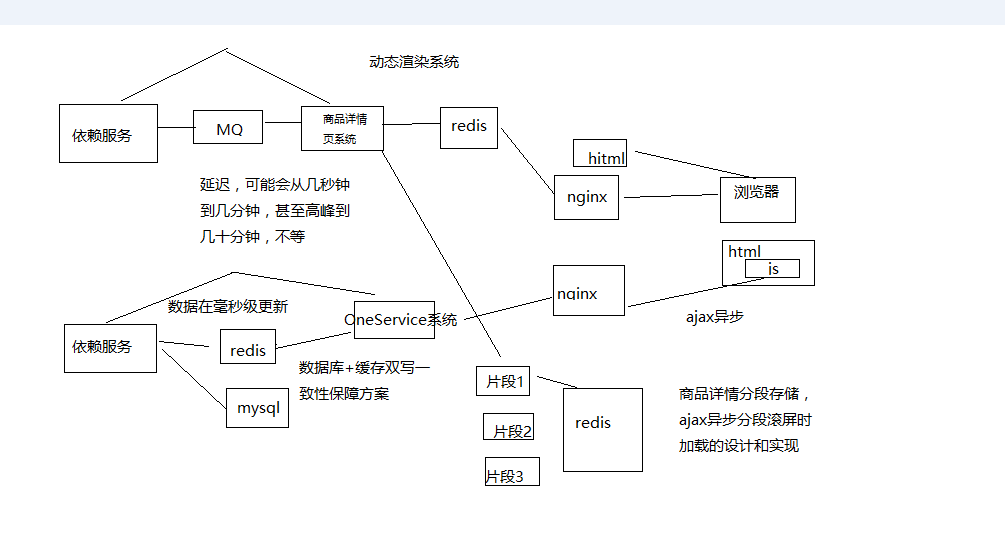 动态渲染系统
依赖服务
MQ
商品详情
页系统
redis
hitml
nginx
浏览器
延迟，可能会从几秒钟
到几分钟，甚至高峰到
几十分钟，不等
html
js
nginx
ajax异步
数据在毫秒级更新
OneService系统
依赖服务
redis
数据库+缓存双写一
致性保障方案
mysql
片段1
片段2
片段3
redis
商品详情分段存储，
ajax异步分段滚屏时
加载的设计和实现